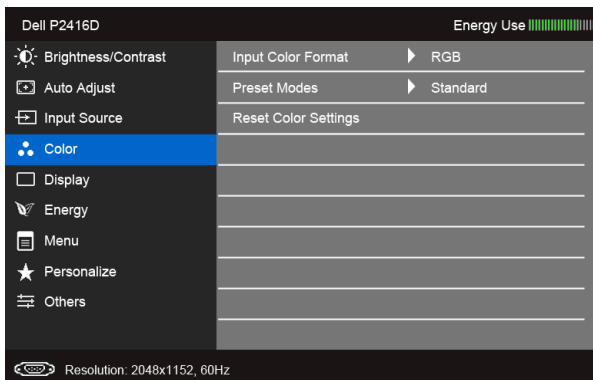 Dell P2416D Energy Use
Brightness/Contrast Input Color Format RGB
Auto Adjust Preset Modes Standard
Input Source Reset Color Settings
Color
Display
Energy
Menu
Personalize
Others
Resolution: 2048x1152, 60Hz